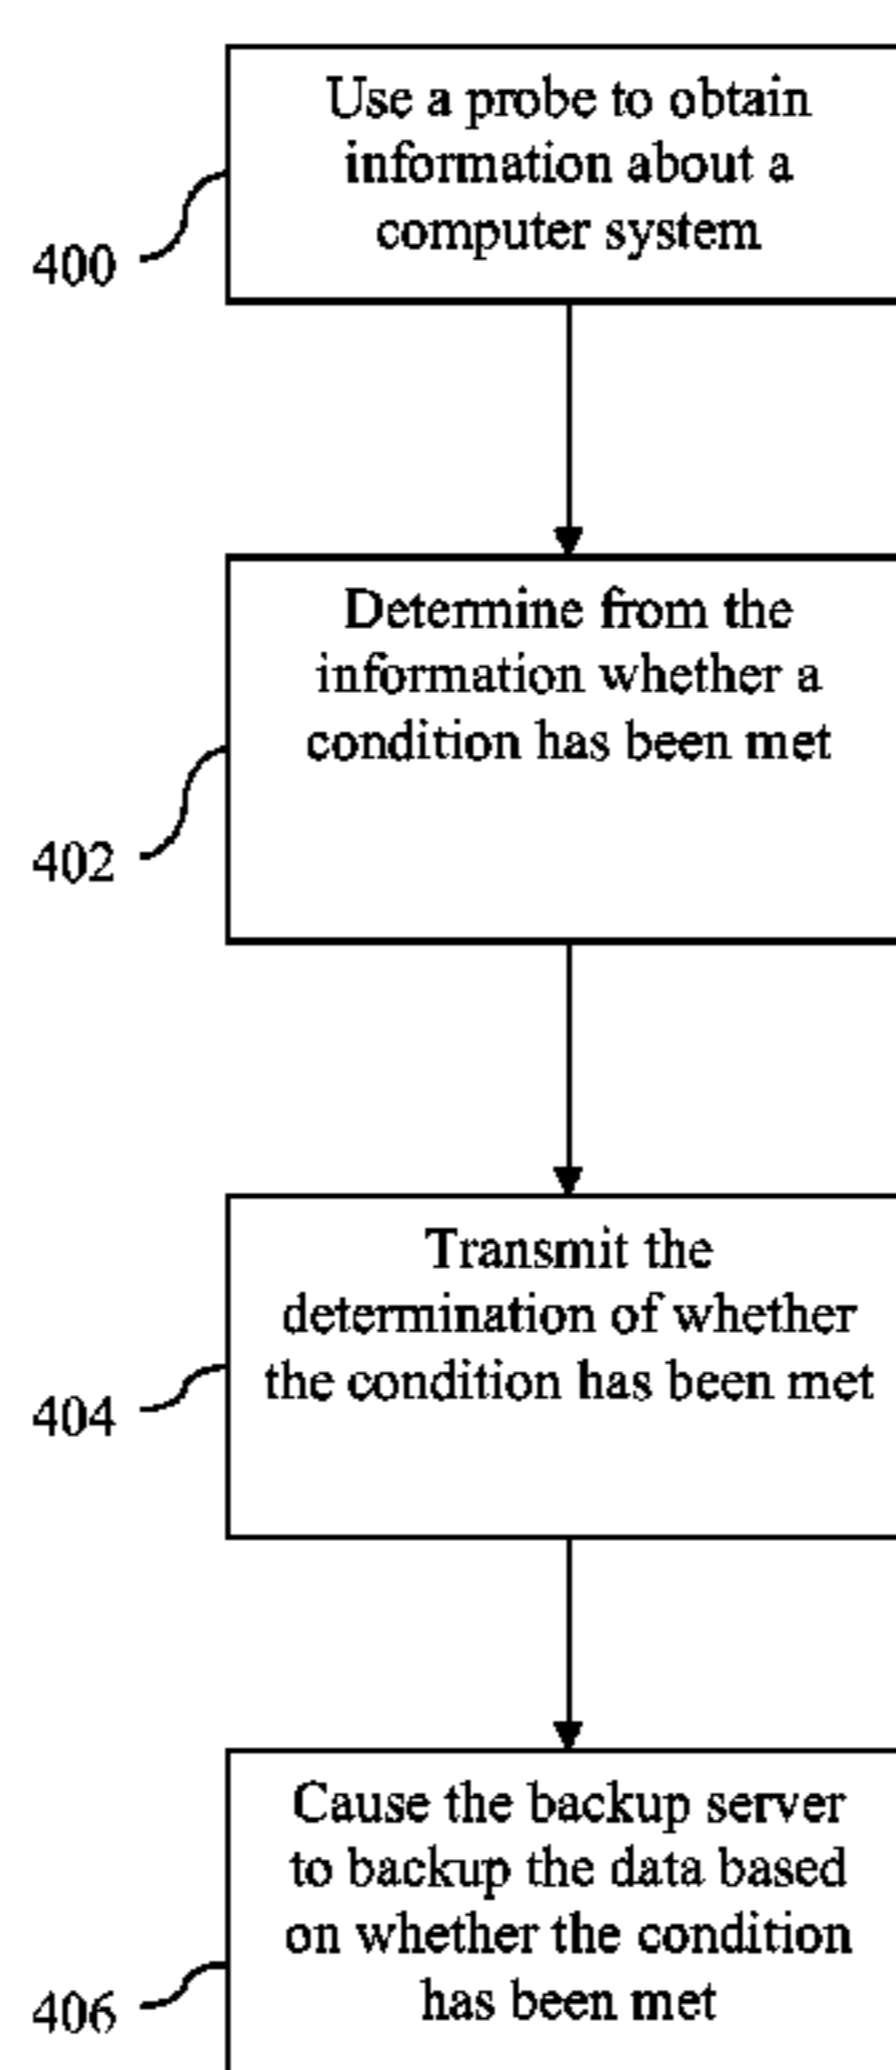 Use a probe to obtain
information about a
computer system
400
Determine from the
information whether a
condition has been met
402
Transmit the
determination of whether
the condition has been met
404
Cause the backup server
to backup the data based
on whether the condition
has been met
406